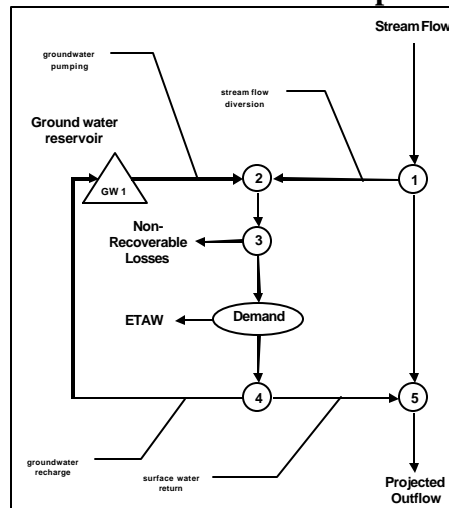 Stream Flow
groundwater
pumping
stream flow
diversion
Ground water
reservoir
GW 1
2
1
Non-
Recoverable
Losses
3
ETAW
Demand
4
5
groundwater
recharge
surface water
return
Projected
Outflow